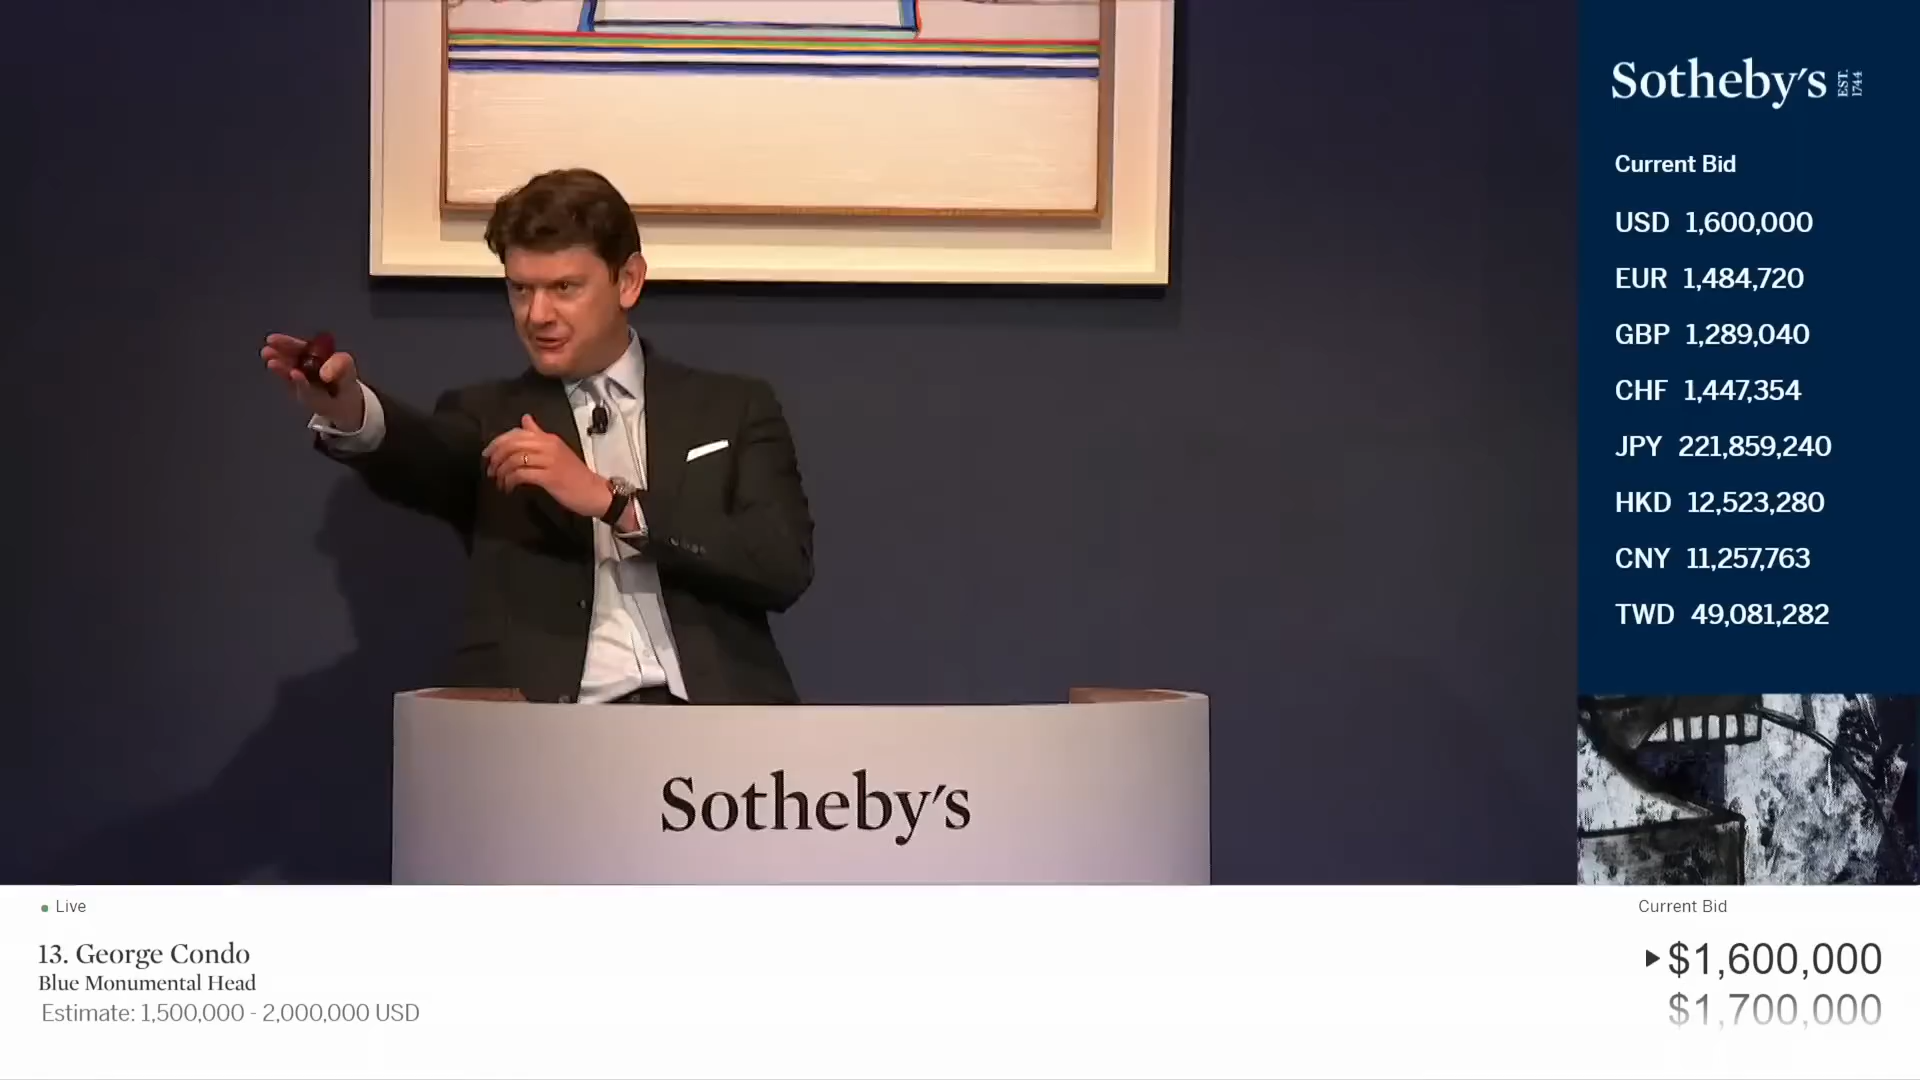 Sotheby's EST. 1744
Current Bid
USD 1,600,000
EUR 1,484,720
GBP 1,289,040
CHF 1,447,354
JPY 221,859,240
HKD 12,523,280
CNY 11,257,763
TWD 49,081,282
Sotheby's
Live
13. George Condo
Blue Monumental Head
Estimate: 1,500,000 - 2,000,000 USD
Current Bid
$1,600,000
$1,700,000